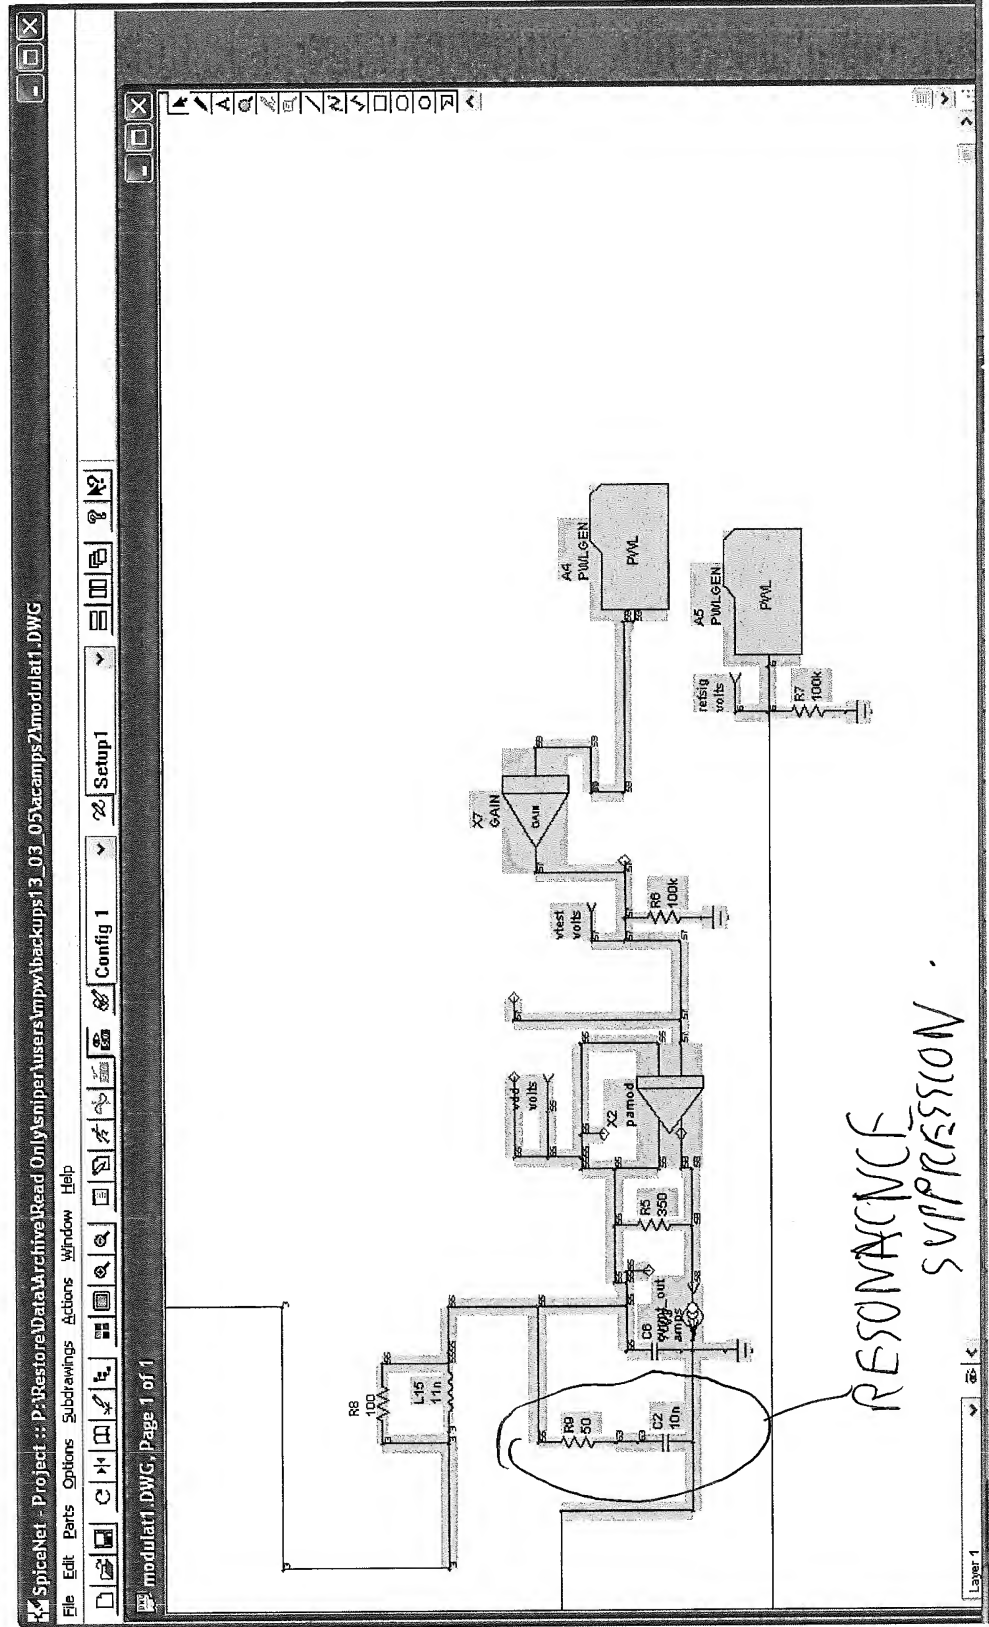 SpiceNet - Project :: P:\Restore\Data\Archive\Read Only\sniper\users\mpw\backups13_03_05\acamps2\modulat1.DWG
File Edit Parts Options Subdrawings Actions Window Help
Config 1
Setup1
modulat1.DWG, Page 1 of 1
R8
100
L15
11n
R9
50
C2
10n
C6
amps
R5
350
vdd
volts
X2
pamod
vtest
volts
R6
100k
X7
GAIN
GAIN
A4
PWLGEN
PWL
refsig
volts
R7
100k
A5
PWLGEN
PWL
RESONANCE
SUPPRESSION.
Layer 1